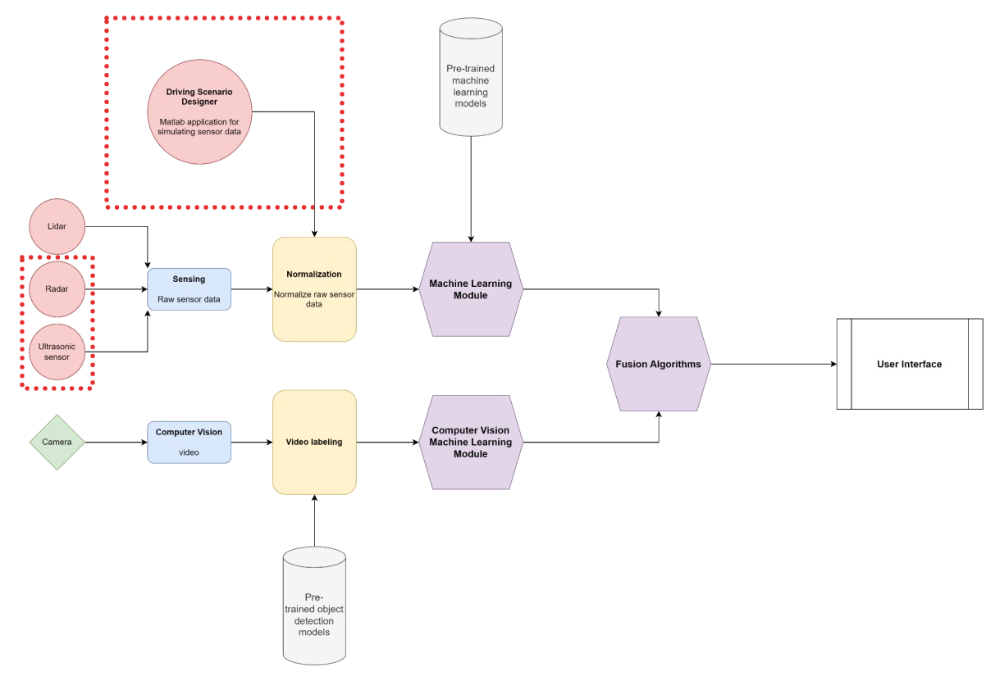 Driving Scenario
Designer
Matlab application for
simulating sensor data
Pre-trained
machine
learning
models
Lidar
Radar
Ultrasonic
sensor
Sensing
Raw sensor data
Normalization
Normalize raw sensor
data
Machine Learning
Module
Fusion Algorithms
User Interface
Camera
Computer Vision
video
Video labeling
Computer Vision
Machine Learning
Module
Pre-
trained object
detection
models